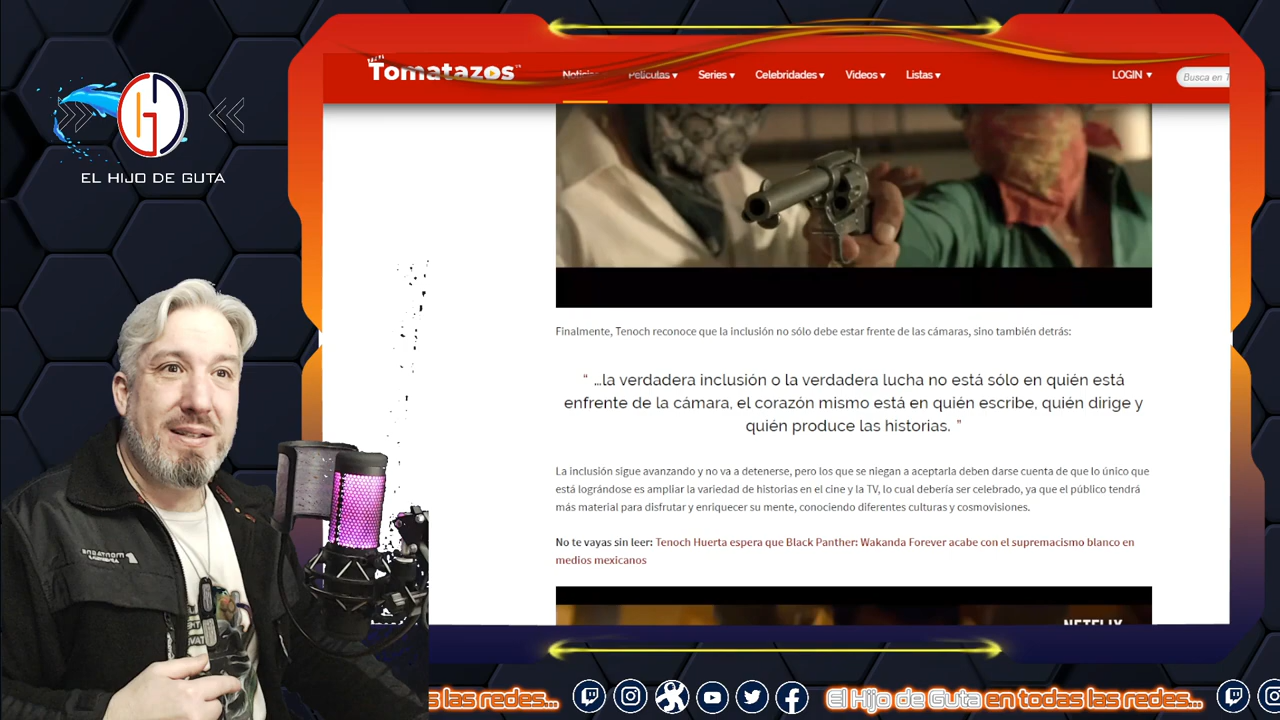 Tomatazos
Noticias Películas Series Celebridades Videos Listas LOGIN Busca en T
EL HIJO DE GUTA
Finalmente, Tenoch reconoce que la inclusión no sólo debe estar frente de las cámaras, sino también detrás:
“ ...la verdadera inclusión o la verdadera lucha no está sólo en quién está
enfrente de la cámara, el corazón mismo está en quién escribe, quién dirige y
quién produce las historias. ”
La inclusión sigue avanzando y no va a detenerse, pero los que se niegan a aceptarla deben darse cuenta de que lo único que
está lográndose es ampliar la variedad de historias en el cine y la TV, lo cual debería ser celebrado, ya que el público tendrá
más material para disfrutar y enriquecer su mente, conociendo diferentes culturas y cosmovisiones.
No te vayas sin leer: Tenoch Huerta espera que Black Panther: Wakanda Forever acabe con el supremacismo blanco en
medios mexicanos
NETFLIX
s las redes... El Hijo de Guta en todas las redes...